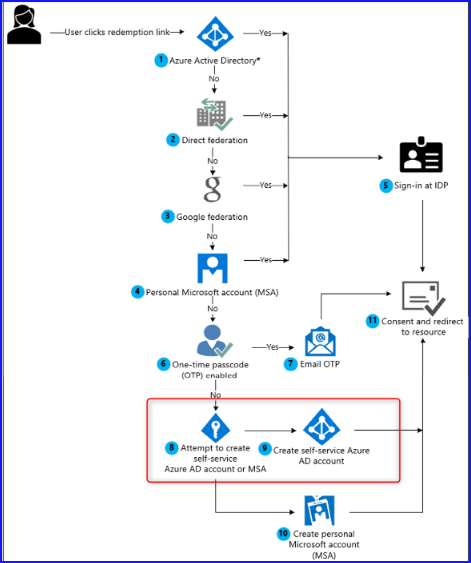 User clicks redemption link
Yes
1 Azure Active Directory*
No
Yes
2 Direct federation
No
Yes
5 Sign-in at IDP
3 Google federation
No
Yes
4 Personal Microsoft account (MSA)
No
11 Consent and redirect
to resource
Yes
6 One-time passcode
(OTP) enabled
7 Email OTP
No
8 Attempt to create
self-service
Azure AD account or MSA
9 Create self-service Azure
AD account
10 Create personal
Microsoft account
(MSA)